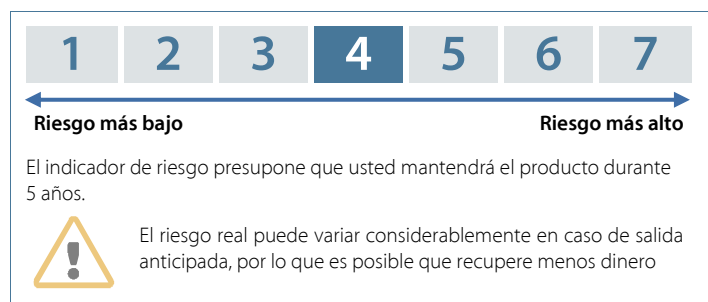 1 2 3 4 5 6 7
Riesgo más bajo Riesgo más alto
El indicador de riesgo presupone que usted mantendrá el producto durante
5 años.
El riesgo real puede variar considerablemente en caso de salida
anticipada, por lo que es posible que recupere menos dinero